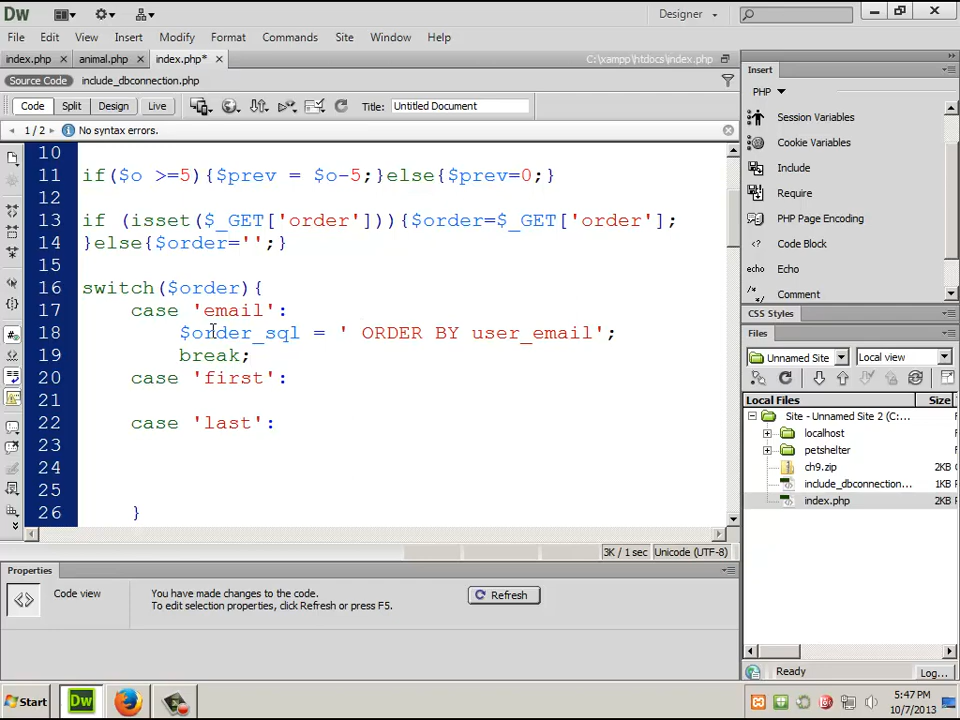 Dw
Designer
File Edit View Insert Modify Format Commands Site Window Help
index.php animal.php index.php* C:\xampp\htdocs\index.php
Source Code include_dbconnection.php
Code Split Design Live Title: Untitled Document
1 / 2 No syntax errors.
10
11 if($o >=5){$prev = $o-5;}else{$prev=0;}
12
13 if (isset($_GET['order'])){$order=$_GET['order'];
14 }else{$order='';}
15
16 switch($order){
17 case 'email':
18 $order_sql = ' ORDER BY user_email';
19 break;
20 case 'first':
21
22 case 'last':
23
24
25
26 }
3K / 1 sec Unicode (UTF-8)
Properties
Code view
You have made changes to the code.
To edit selection properties, click Refresh or press F5.
Refresh
Insert
PHP
Session Variables
Cookie Variables
Include
Require
PHP Page Encoding
Code Block
echo Echo
Comment
CSS Styles
Files
Unnamed Site Local view
Local Files Size
Site - Unnamed Site 2 (C:...
localhost
petshelter
ch9.zip 2KB
include_dbconnection... 1KB
index.php 2KB
Ready Log...
Start Dw
5:47 PM
10/7/2013